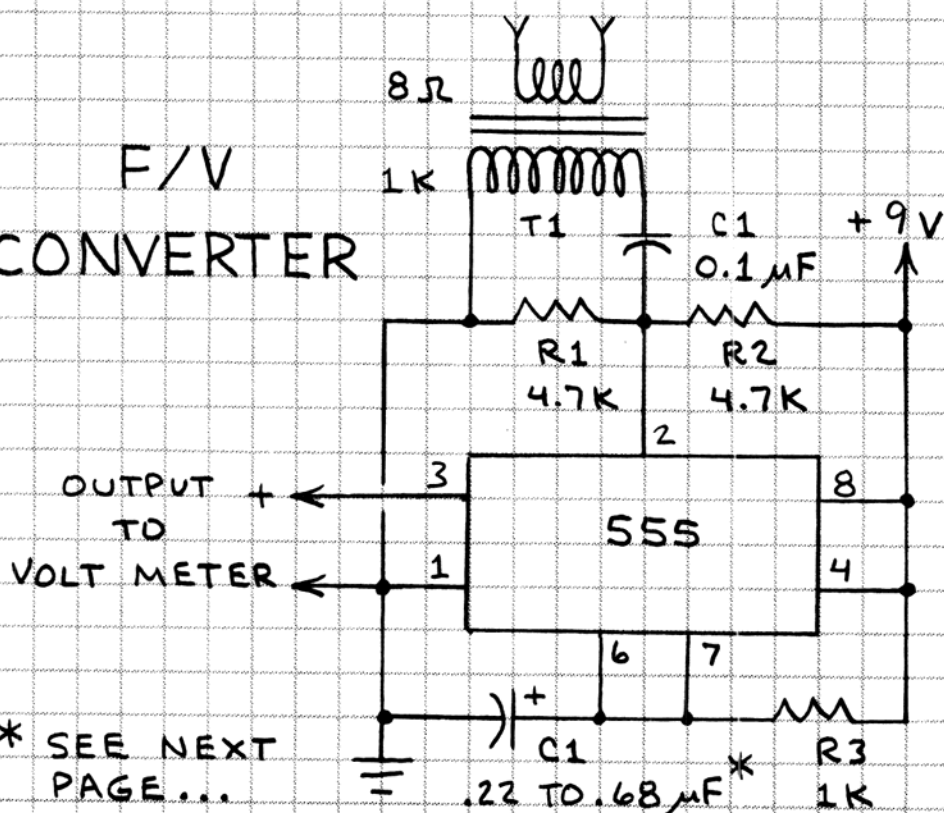 8Ω
F/V
1K
CONVERTER
T1
C1
0.1 μF
+9V
R1
4.7K
R2
4.7K
2
OUTPUT +
TO
VOLT METER
3
1
555
8
4
6
7
+
C1
.22 TO .68 μF*
R3
1K
* SEE NEXT
PAGE...